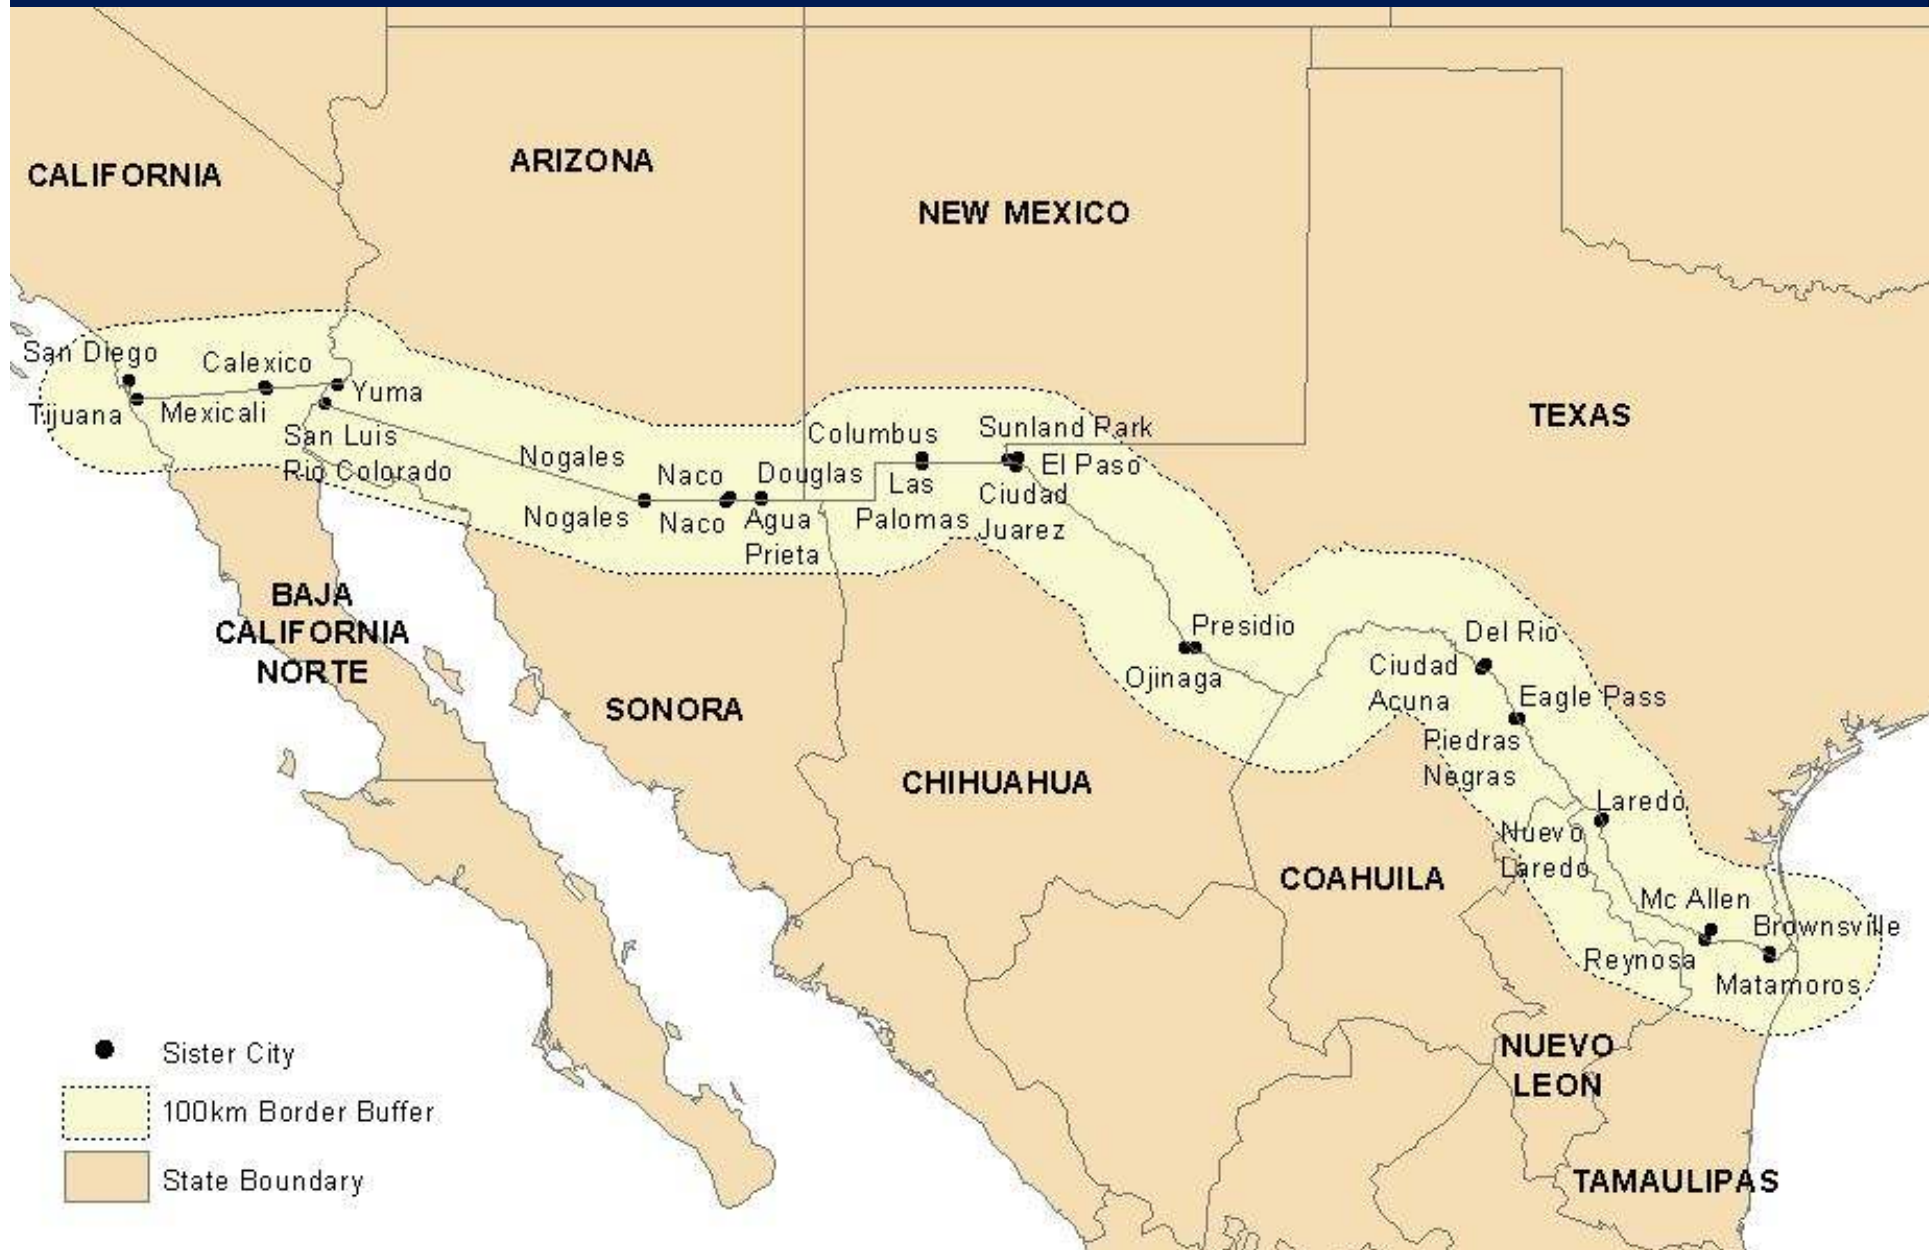 CALIFORNIA
ARIZONA
NEW MEXICO
TEXAS
San Diego
Tijuana
Calexico
Mexicali
Yuma
San Luis
Rio Colorado
Nogales
Nogales
Naco
Naco
Douglas
Agua
Prieta
Columbus
Las
Palomas
Sunland Park
El Paso
Ciudad
Juarez
Presidio
Ojinaga
Del Rio
Ciudad
Acuna
Eagle Pass
Piedras
Negras
Laredo
Nuevo
Laredo
Mc Allen
Reynosa
Brownsville
Matamoros
BAJA
CALIFORNIA
NORTE
SONORA
CHIHUAHUA
COAHUILA
NUEVO
LEON
TAMAULIPAS
Sister City
100km Border Buffer
State Boundary